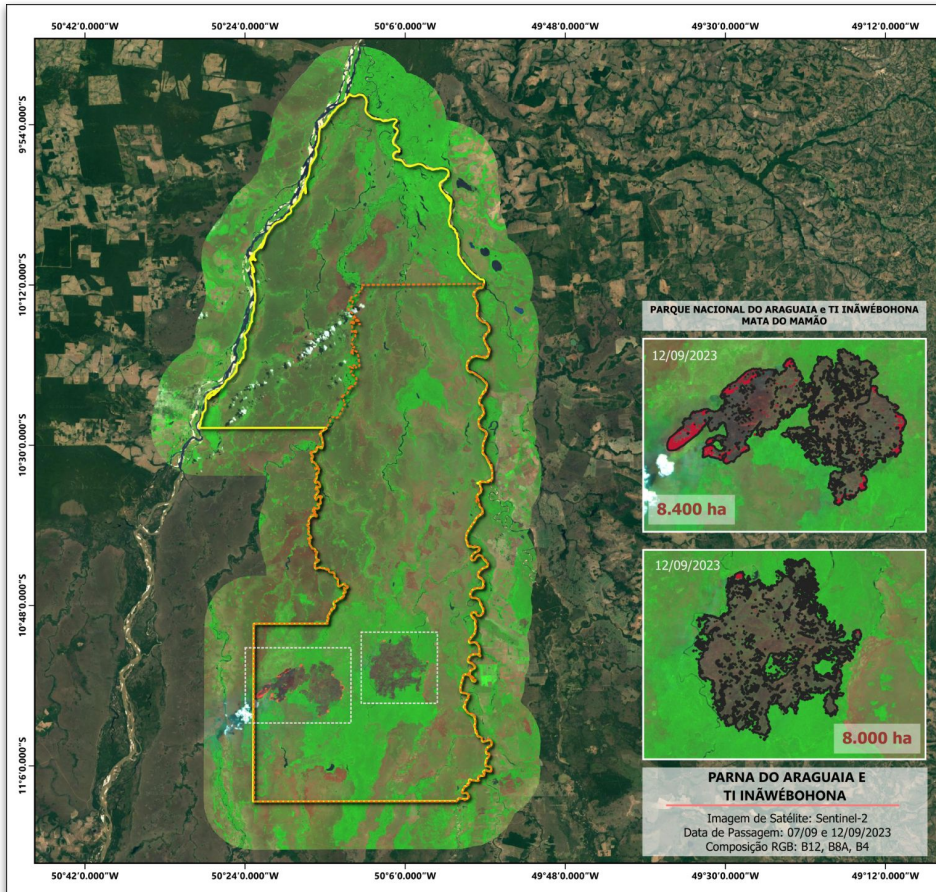 50°42'0.000"W
50°24'0.000"W
50°6'0.000"W
49°48'0.000"W
49°30'0.000"W
49°12'0.000"W
9°54'0.000"S
10°12'0.000"S
10°30'0.000"S
10°48'0.000"S
11°6'0.000"S
PARQUE NACIONAL DO ARAGUAIA e TI INÃWÉBOHONA
MATA DO MAMÃO
12/09/2023
8.400 ha
12/09/2023
8.000 ha
PARNA DO ARAGUAIA E
TI INÃWÉBOHONA
Imagem de Satélite: Sentinel-2
Data de Passagem: 07/09 e 12/09/2023
Composição RGB: B12, B8A, B4
50°42'0.000"W
50°24'0.000"W
50°6'0.000"W
49°48'0.000"W
49°30'0.000"W
49°12'0.000"W